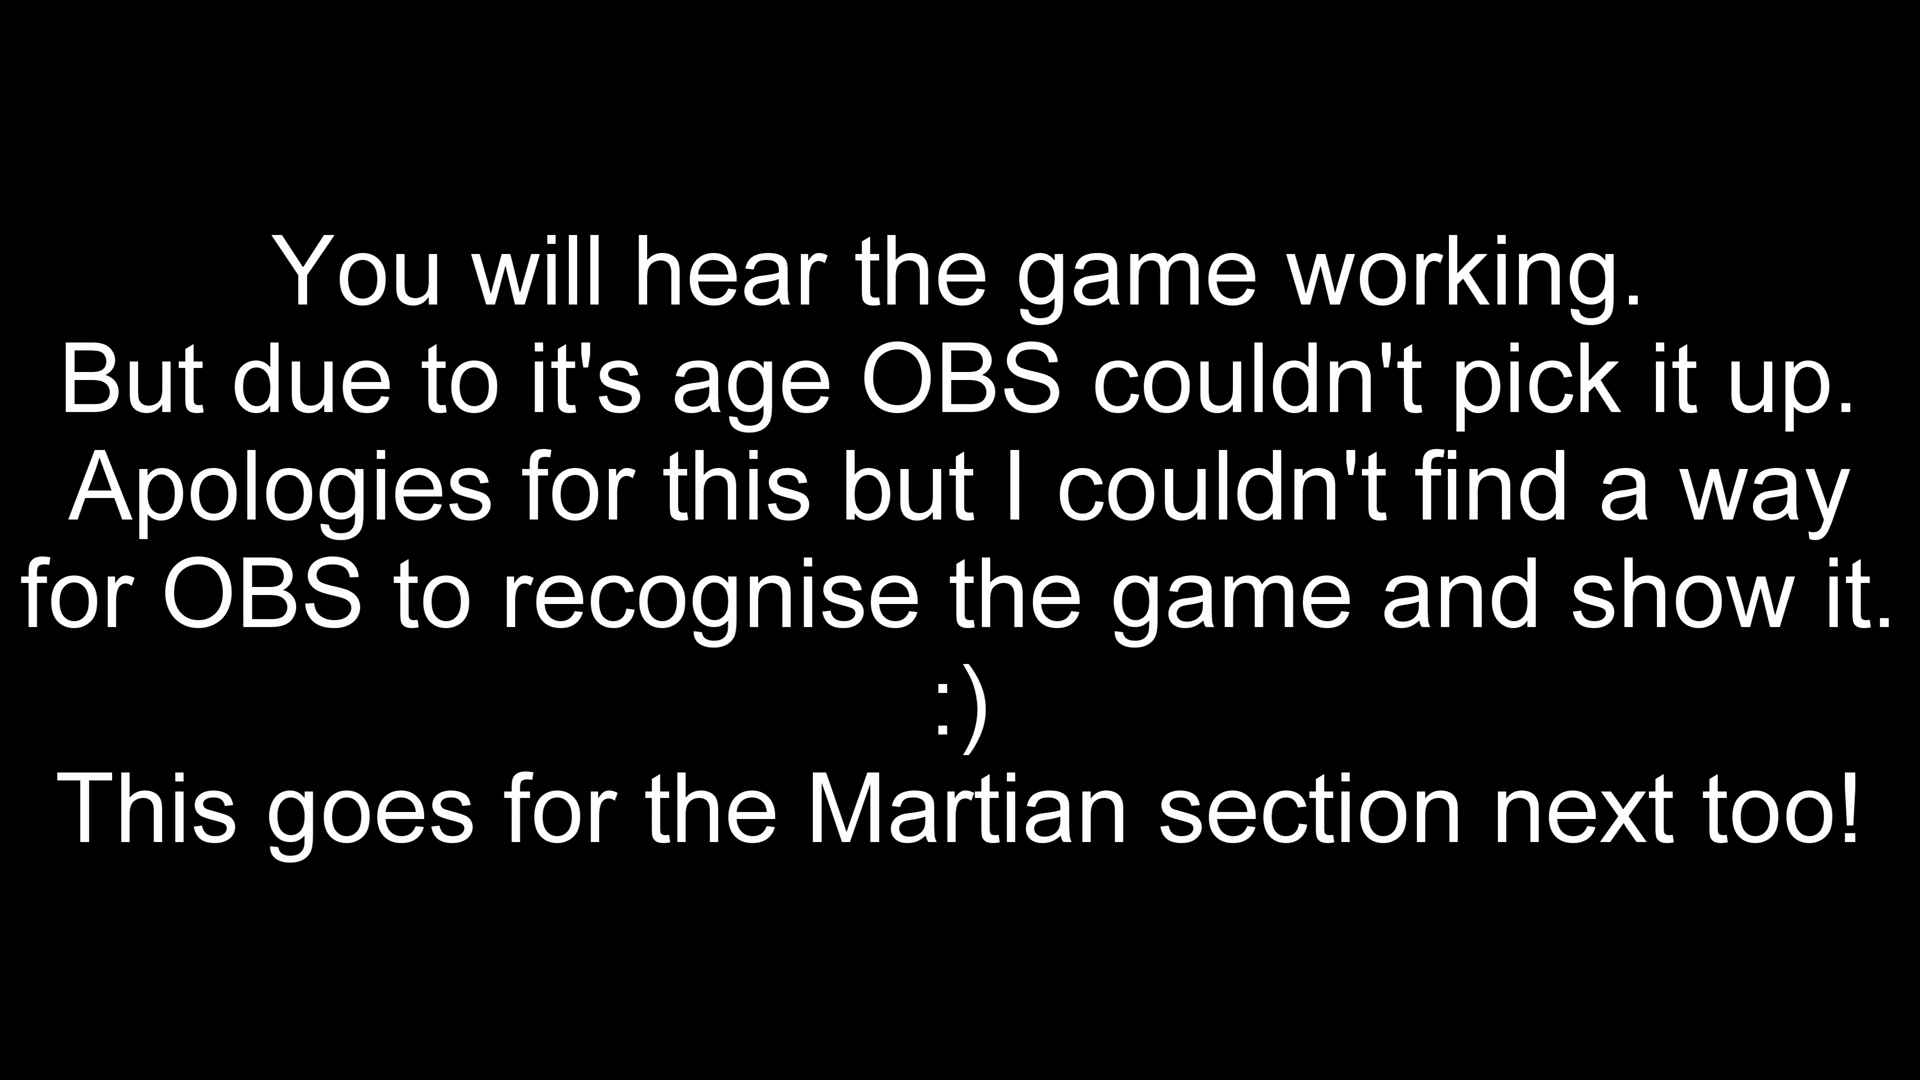 You will hear the game working.
But due to it's age OBS couldn't pick it up.
Apologies for this but I couldn't find a way
for OBS to recognise the game and show it.
:)
This goes for the Martian section next too!